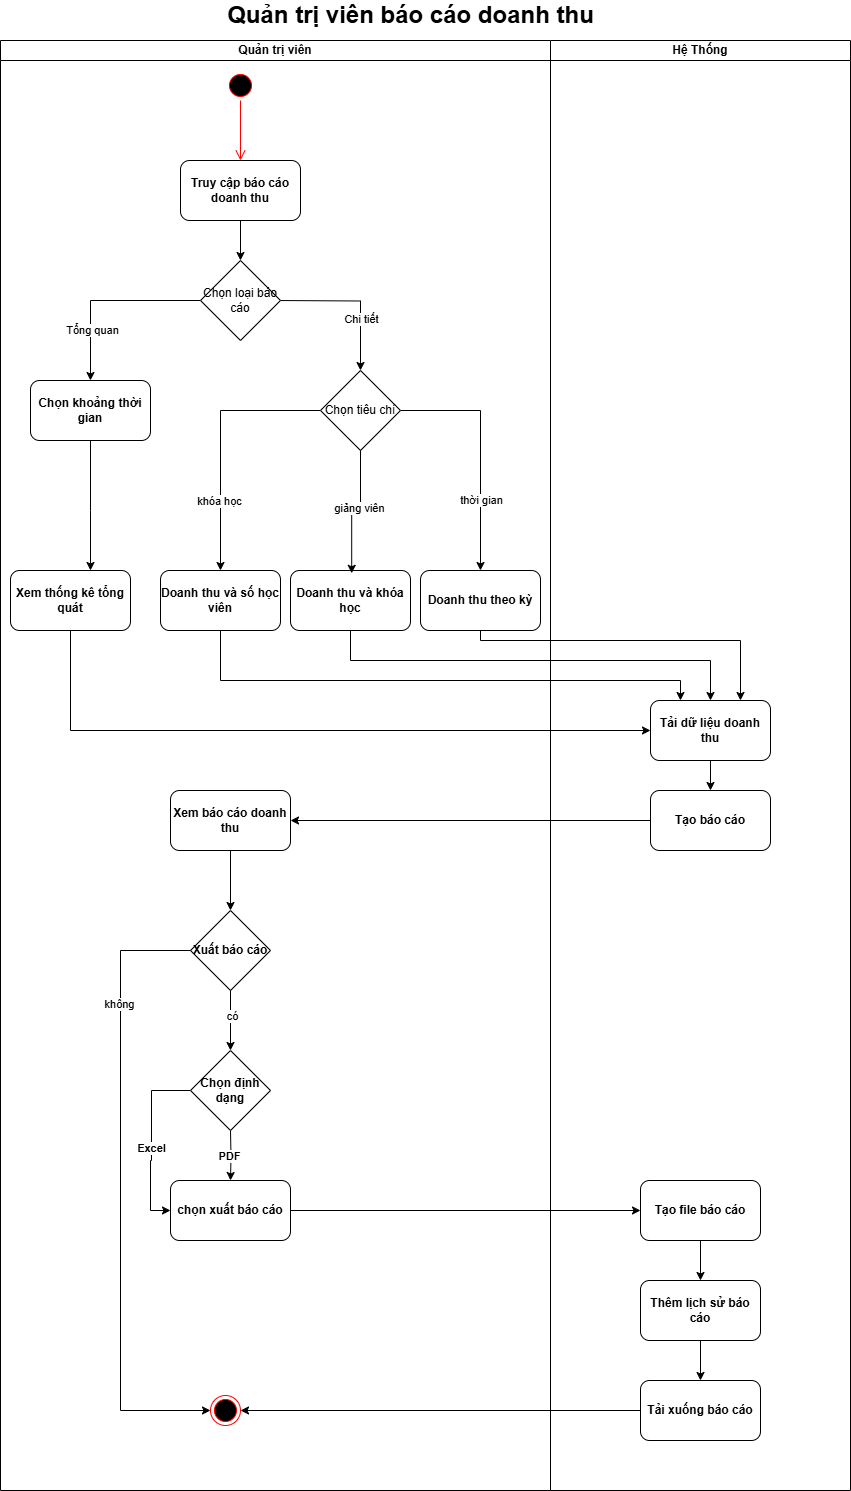 Quản trị viên báo cáo doanh thu
Quản trị viên
Hệ Thống
Truy cập báo cáo
doanh thu
Chọn loại báo
cáo
Tổng quan
Chi tiết
Chọn khoảng thời
gian
Chọn tiêu chí
khóa học
giảng viên
thời gian
Xem thống kê tổng
quát
Doanh thu và số học
viên
Doanh thu và khóa
học
Doanh thu theo kỳ
Tải dữ liệu doanh
thu
Xem báo cáo doanh
thu
Tạo báo cáo
Xuất báo cáo
không
có
Chọn định
dạng
Excel
PDF
chọn xuất báo cáo
Tạo file báo cáo
Thêm lịch sử báo
cáo
Tải xuống báo cáo